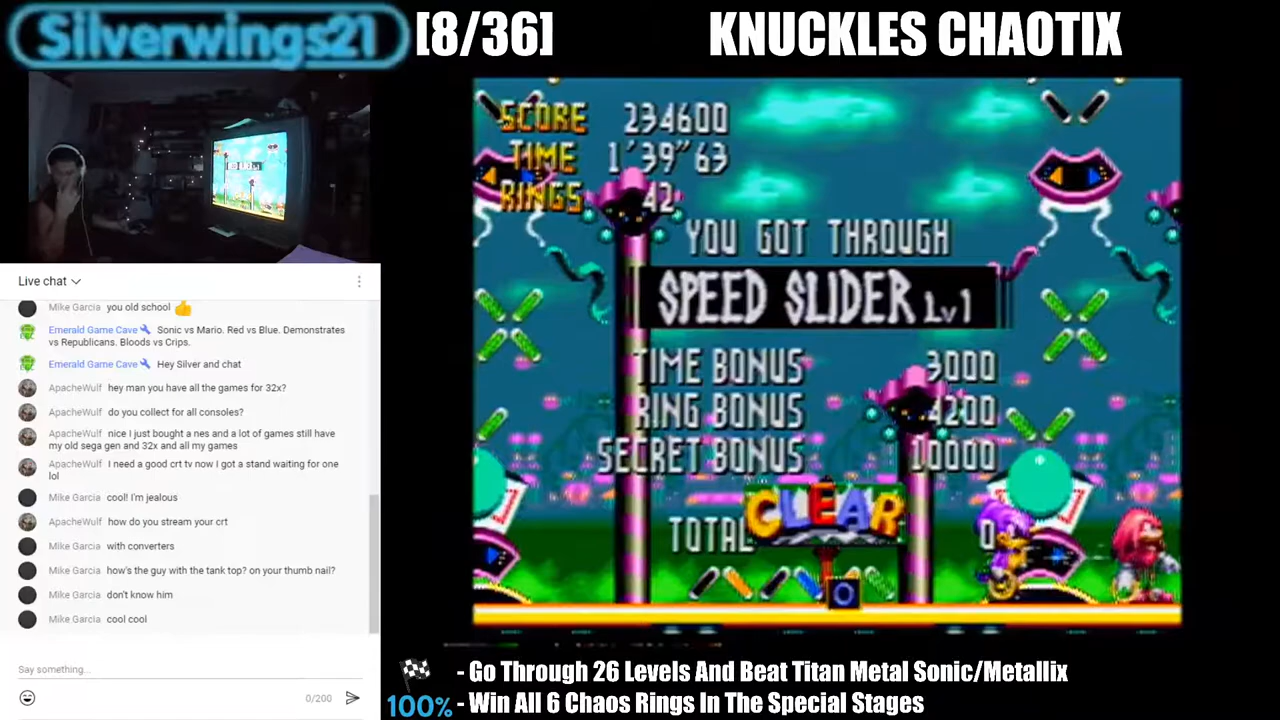 Silverwings21
[8/36]
KNUCKLES CHAOTIX
SCORE 234600
TIME 1'39"63
RINGS 42
YOU GOT THROUGH
SPEED SLIDER Lv1
TIME BONUS 3000
RING BONUS 4200
SECRET BONUS 10000
CLEAR
TOTAL 0
Live chat
Mike Garcia you old school
Emerald Game Cave Sonic vs Mario. Red vs Blue. Demonstrates
vs Republicans. Bloods vs Crips.
Emerald Game Cave Hey Silver and chat
ApacheWulf hey man you have all the games for 32x?
ApacheWulf do you collect for all consoles?
ApacheWulf nice I just bought a nes and a lot of games still have
my old sega gen and 32x and all my games
ApacheWulf I need a good crt tv now I got a stand waiting for one
lol
Mike Garcia cool! I'm jealous
ApacheWulf how do you stream your crt
Mike Garcia with converters
Mike Garcia how's the guy with the tank top? on your thumb nail?
Mike Garcia don't know him
Mike Garcia cool cool
Say something...
0/200
- Go Through 26 Levels And Beat Titan Metal Sonic/Metallix
100% - Win All 6 Chaos Rings In The Special Stages